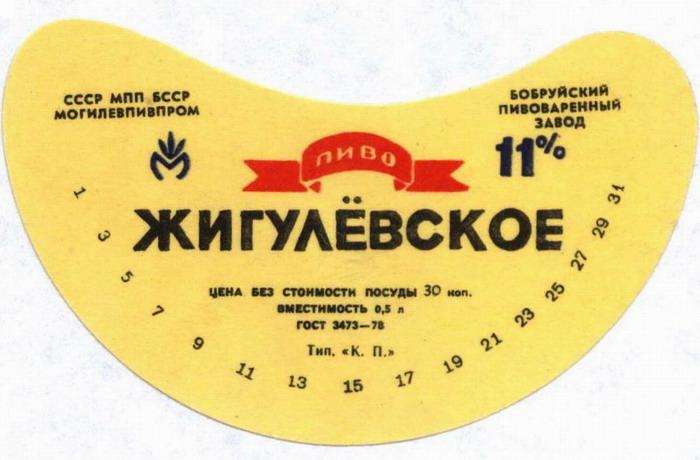 СССР МПП БССР
МОГИЛЕВПИВПРОМ
БОБРУЙСКИЙ
ПИВОВАРЕННЫЙ
ЗАВОД
11%
ПИВО
ЖИГУЛЁВСКОЕ
ЦЕНА БЕЗ СТОИМОСТИ ПОСУДЫ 30 коп.
ВМЕСТИМОСТЬ 0,5 л
ГОСТ 3473—78
Тип. «К. П.»
1 3 5 7 9 11 13 15 17 19 21 23 25 27 29 31